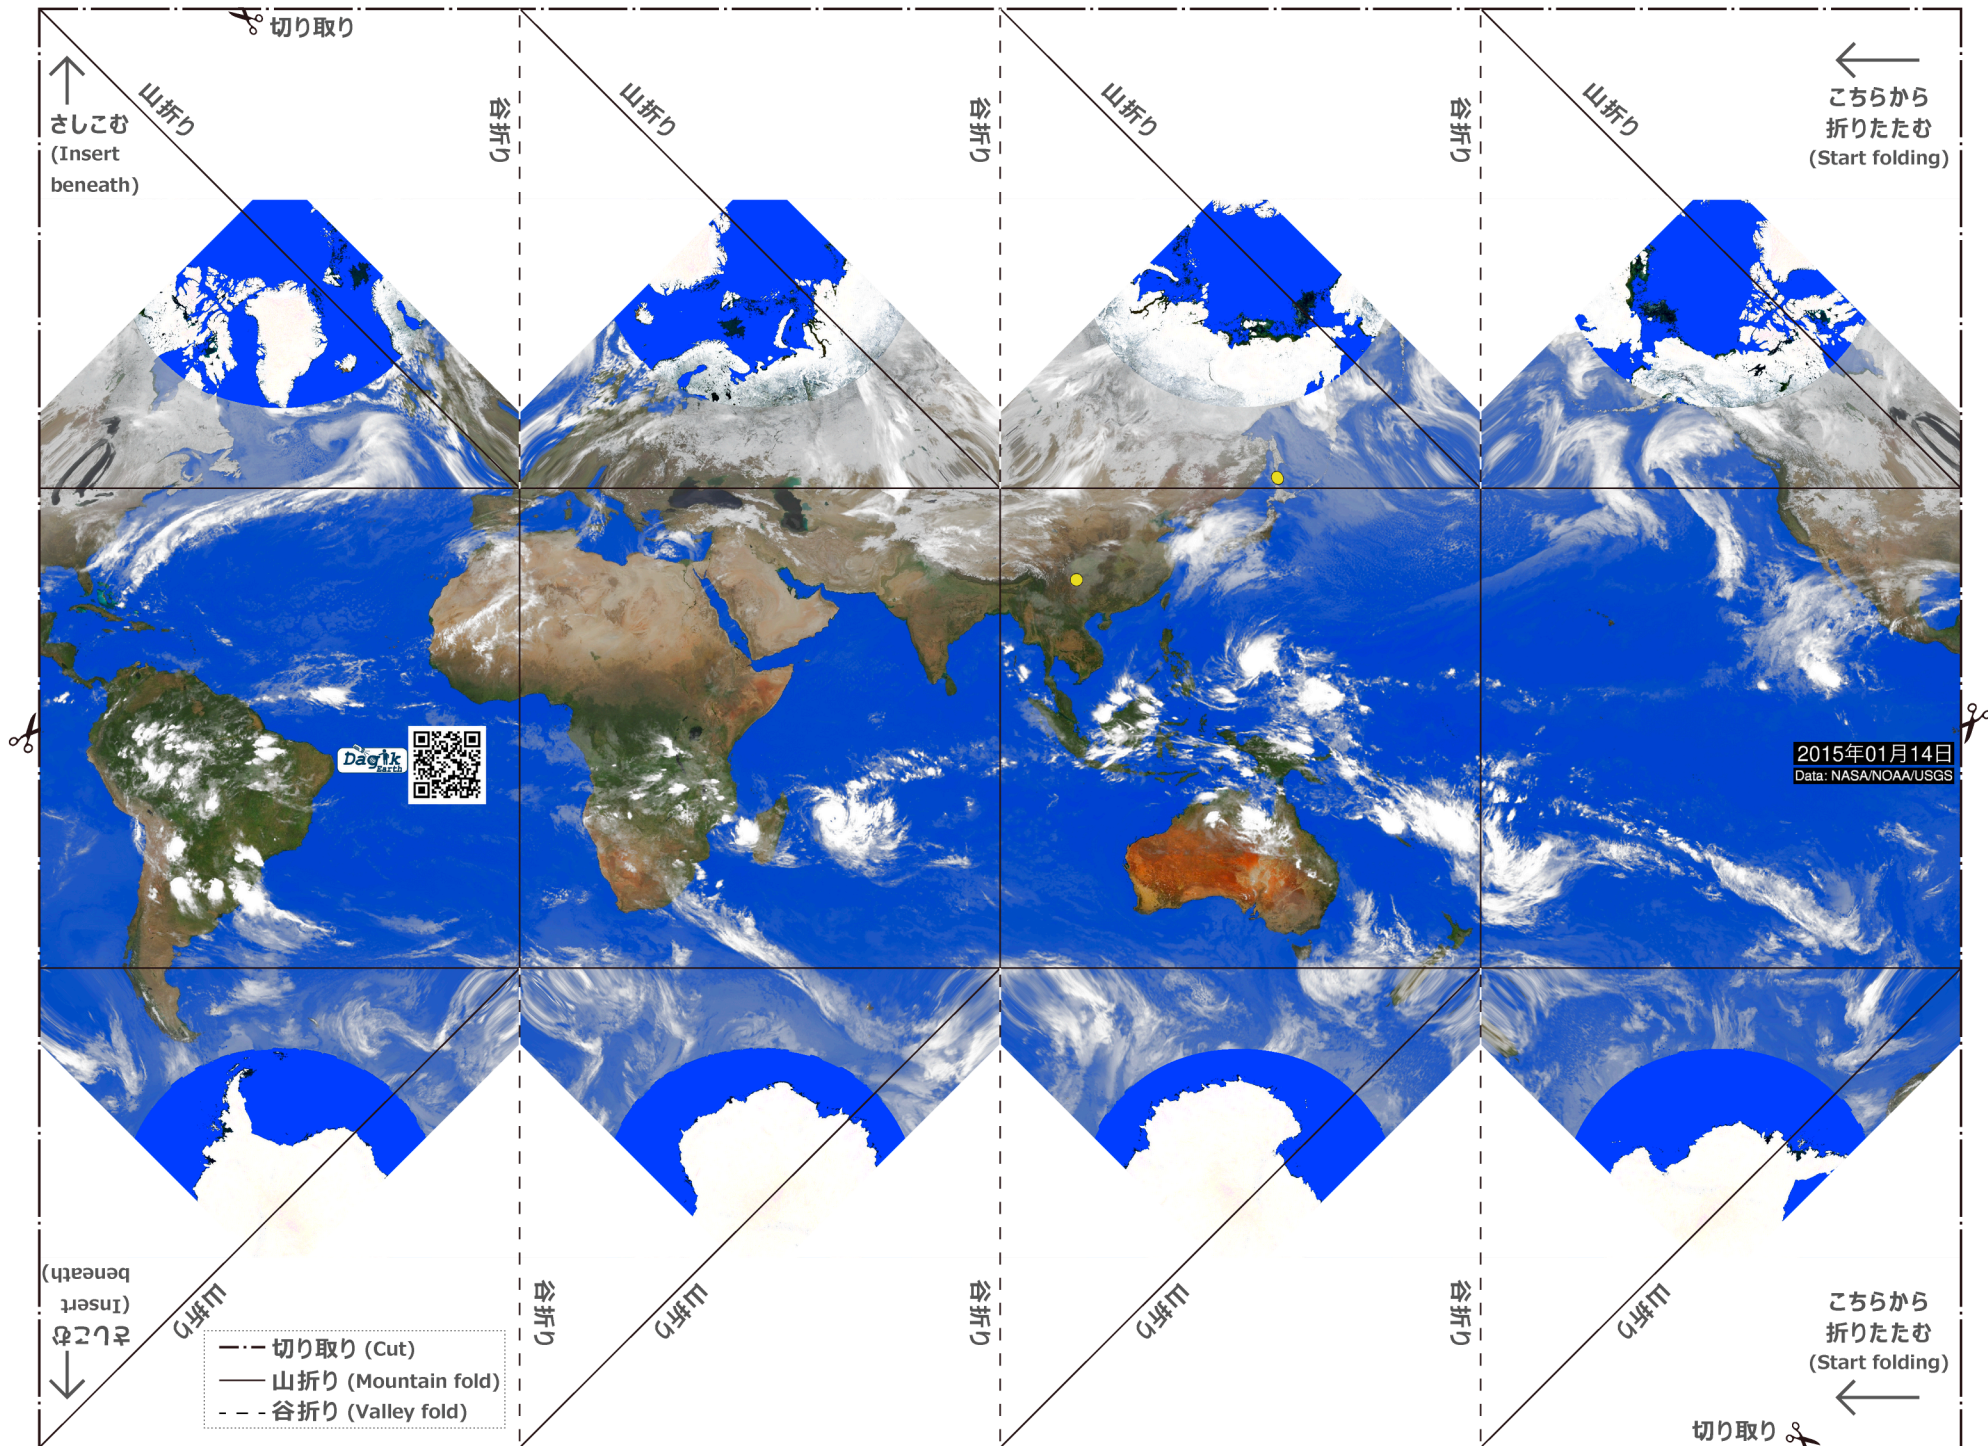 切り取り
さしこむ
(Insert
beneath)
山折り
谷折り
山折り
谷折り
山折り
谷折り
山折り
こちらから
折りたたむ
(Start folding)
Dagik
Earth
2015年01月14日
Data: NASA/NOAA/USGS
さしこむ
(Insert
beneath)
山折り
谷折り
山折り
谷折り
山折り
谷折り
山折り
こちらから
折りたたむ
(Start folding)
切り取り (Cut)
山折り (Mountain fold)
谷折り (Valley fold)
切り取り